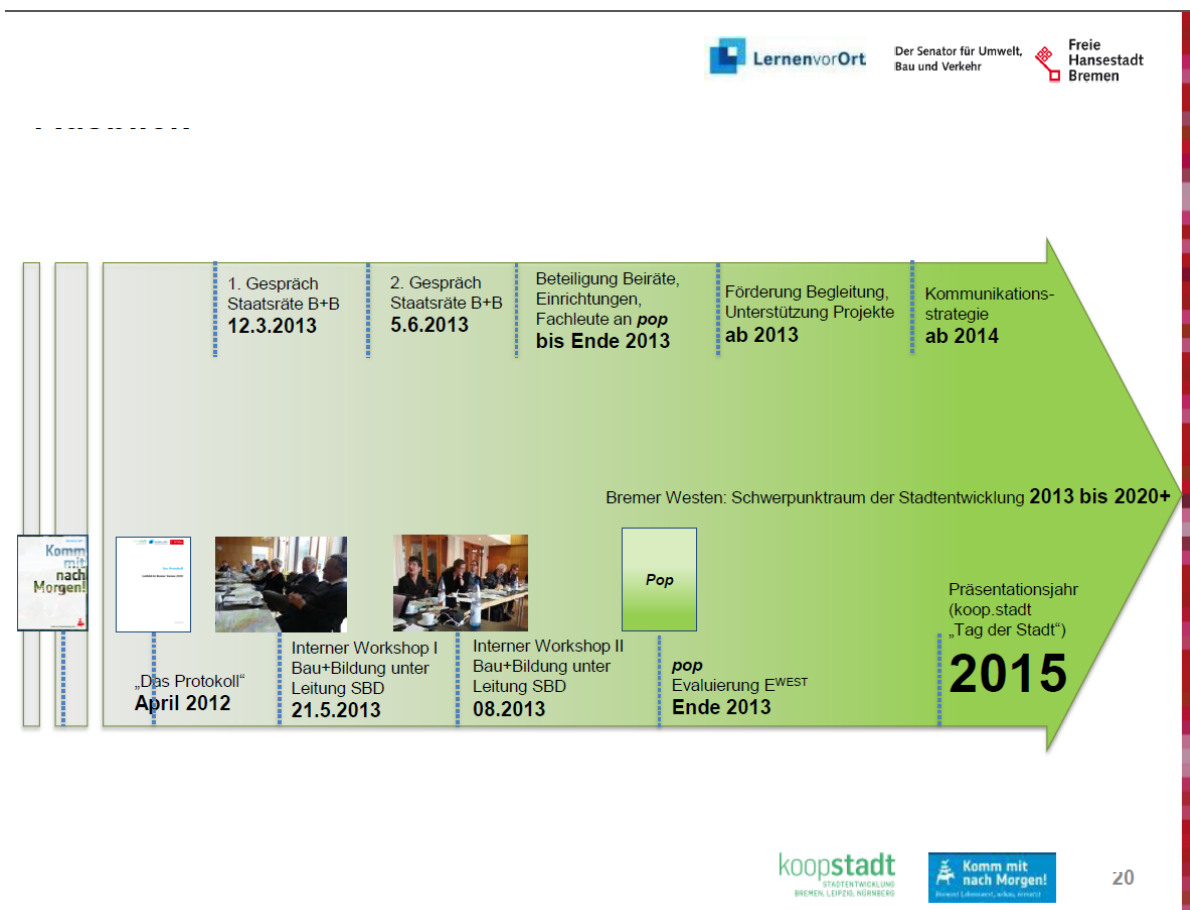 LernenvorOrt
Der Senator für Umwelt,
Bau und Verkehr
Freie
Hansestadt
Bremen
1. Gespräch
Staatsräte B+B
12.3.2013
2. Gespräch
Staatsräte B+B
5.6.2013
Beteiligung Beiräte,
Einrichtungen,
Fachleute an pop
bis Ende 2013
Förderung Begleitung,
Unterstützung Projekte
ab 2013
Kommunikations-
strategie
ab 2014
Bremer Westen: Schwerpunktraum der Stadtentwicklung 2013 bis 2020+
Komm
mit
nach
Morgen!
„Das Protokoll“
April 2012
Interner Workshop I
Bau+Bildung unter
Leitung SBD
21.5.2013
Interner Workshop II
Bau+Bildung unter
Leitung SBD
08.2013
Pop
pop
Evaluierung EWEST
Ende 2013
Präsentationsjahr
(koop.stadt
„Tag der Stadt“)
2015
koopstadt
STADTENTWICKLUNG
BREMEN, LEIPZIG, NÜRNBERG
Komm mit
nach Morgen!
20